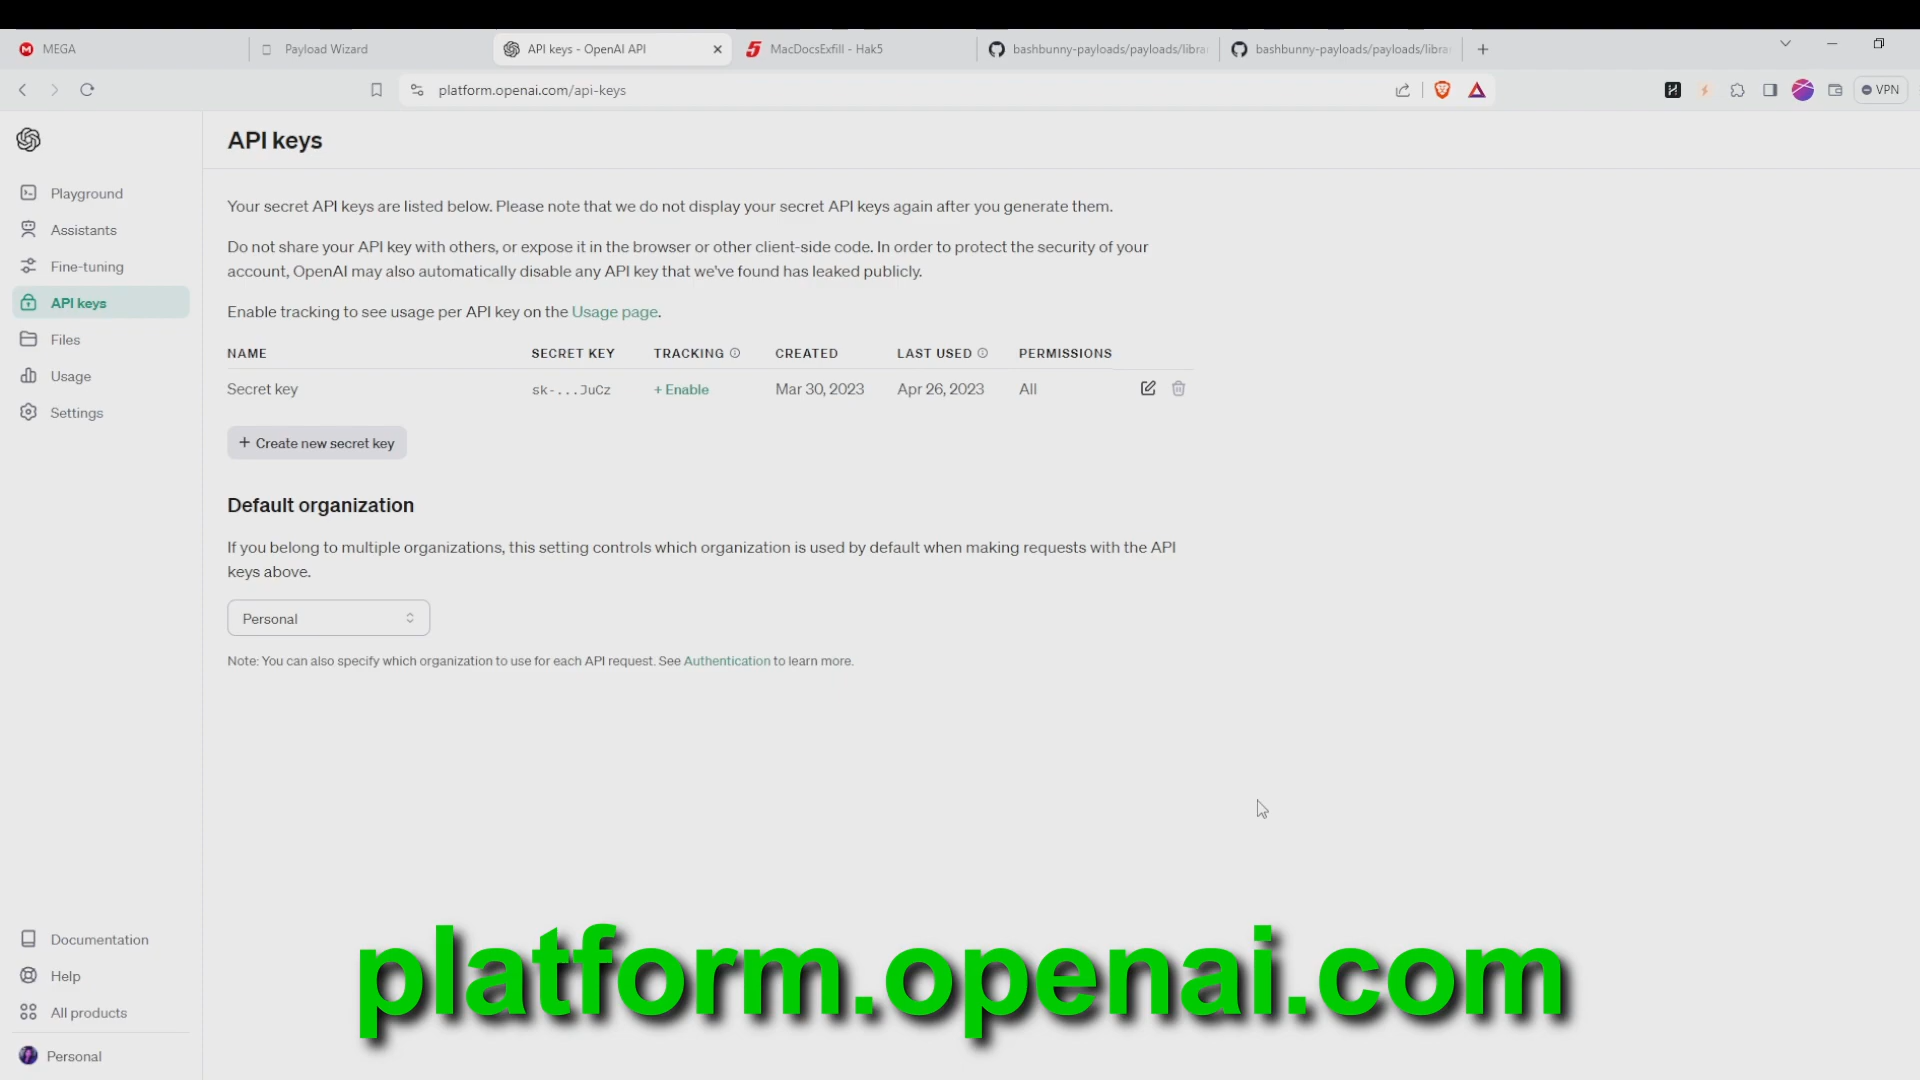 MEGA
Payload Wizard
API keys - OpenAI API
MacDocsExfill - Hak5
bashbunny-payloads/payloads/libra
bashbunny-payloads/payloads/libra
platform.openai.com/api-keys
VPN
API keys
Playground
Assistants
Fine-tuning
API keys
Files
Usage
Settings
Your secret API keys are listed below. Please note that we do not display your secret API keys again after you generate them.
Do not share your API key with others, or expose it in the browser or other client-side code. In order to protect the security of your
account, OpenAI may also automatically disable any API key that we've found has leaked publicly.
Enable tracking to see usage per API key on the Usage page.
NAME SECRET KEY TRACKING CREATED LAST USED PERMISSIONS
Secret key sk-...JuCz + Enable Mar 30, 2023 Apr 26, 2023 All
+ Create new secret key
Default organization
If you belong to multiple organizations, this setting controls which organization is used by default when making requests with the API
keys above.
Personal
Note: You can also specify which organization to use for each API request. See Authentication to learn more.
Documentation
Help
All products
Personal
platform.openai.com